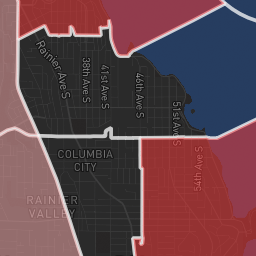 Rainier Ave S
38th Ave S
41st Ave S
46th Ave S
51st Ave S
54th Ave S
COLUMBIA
CITY
RAINIER
VALLEY